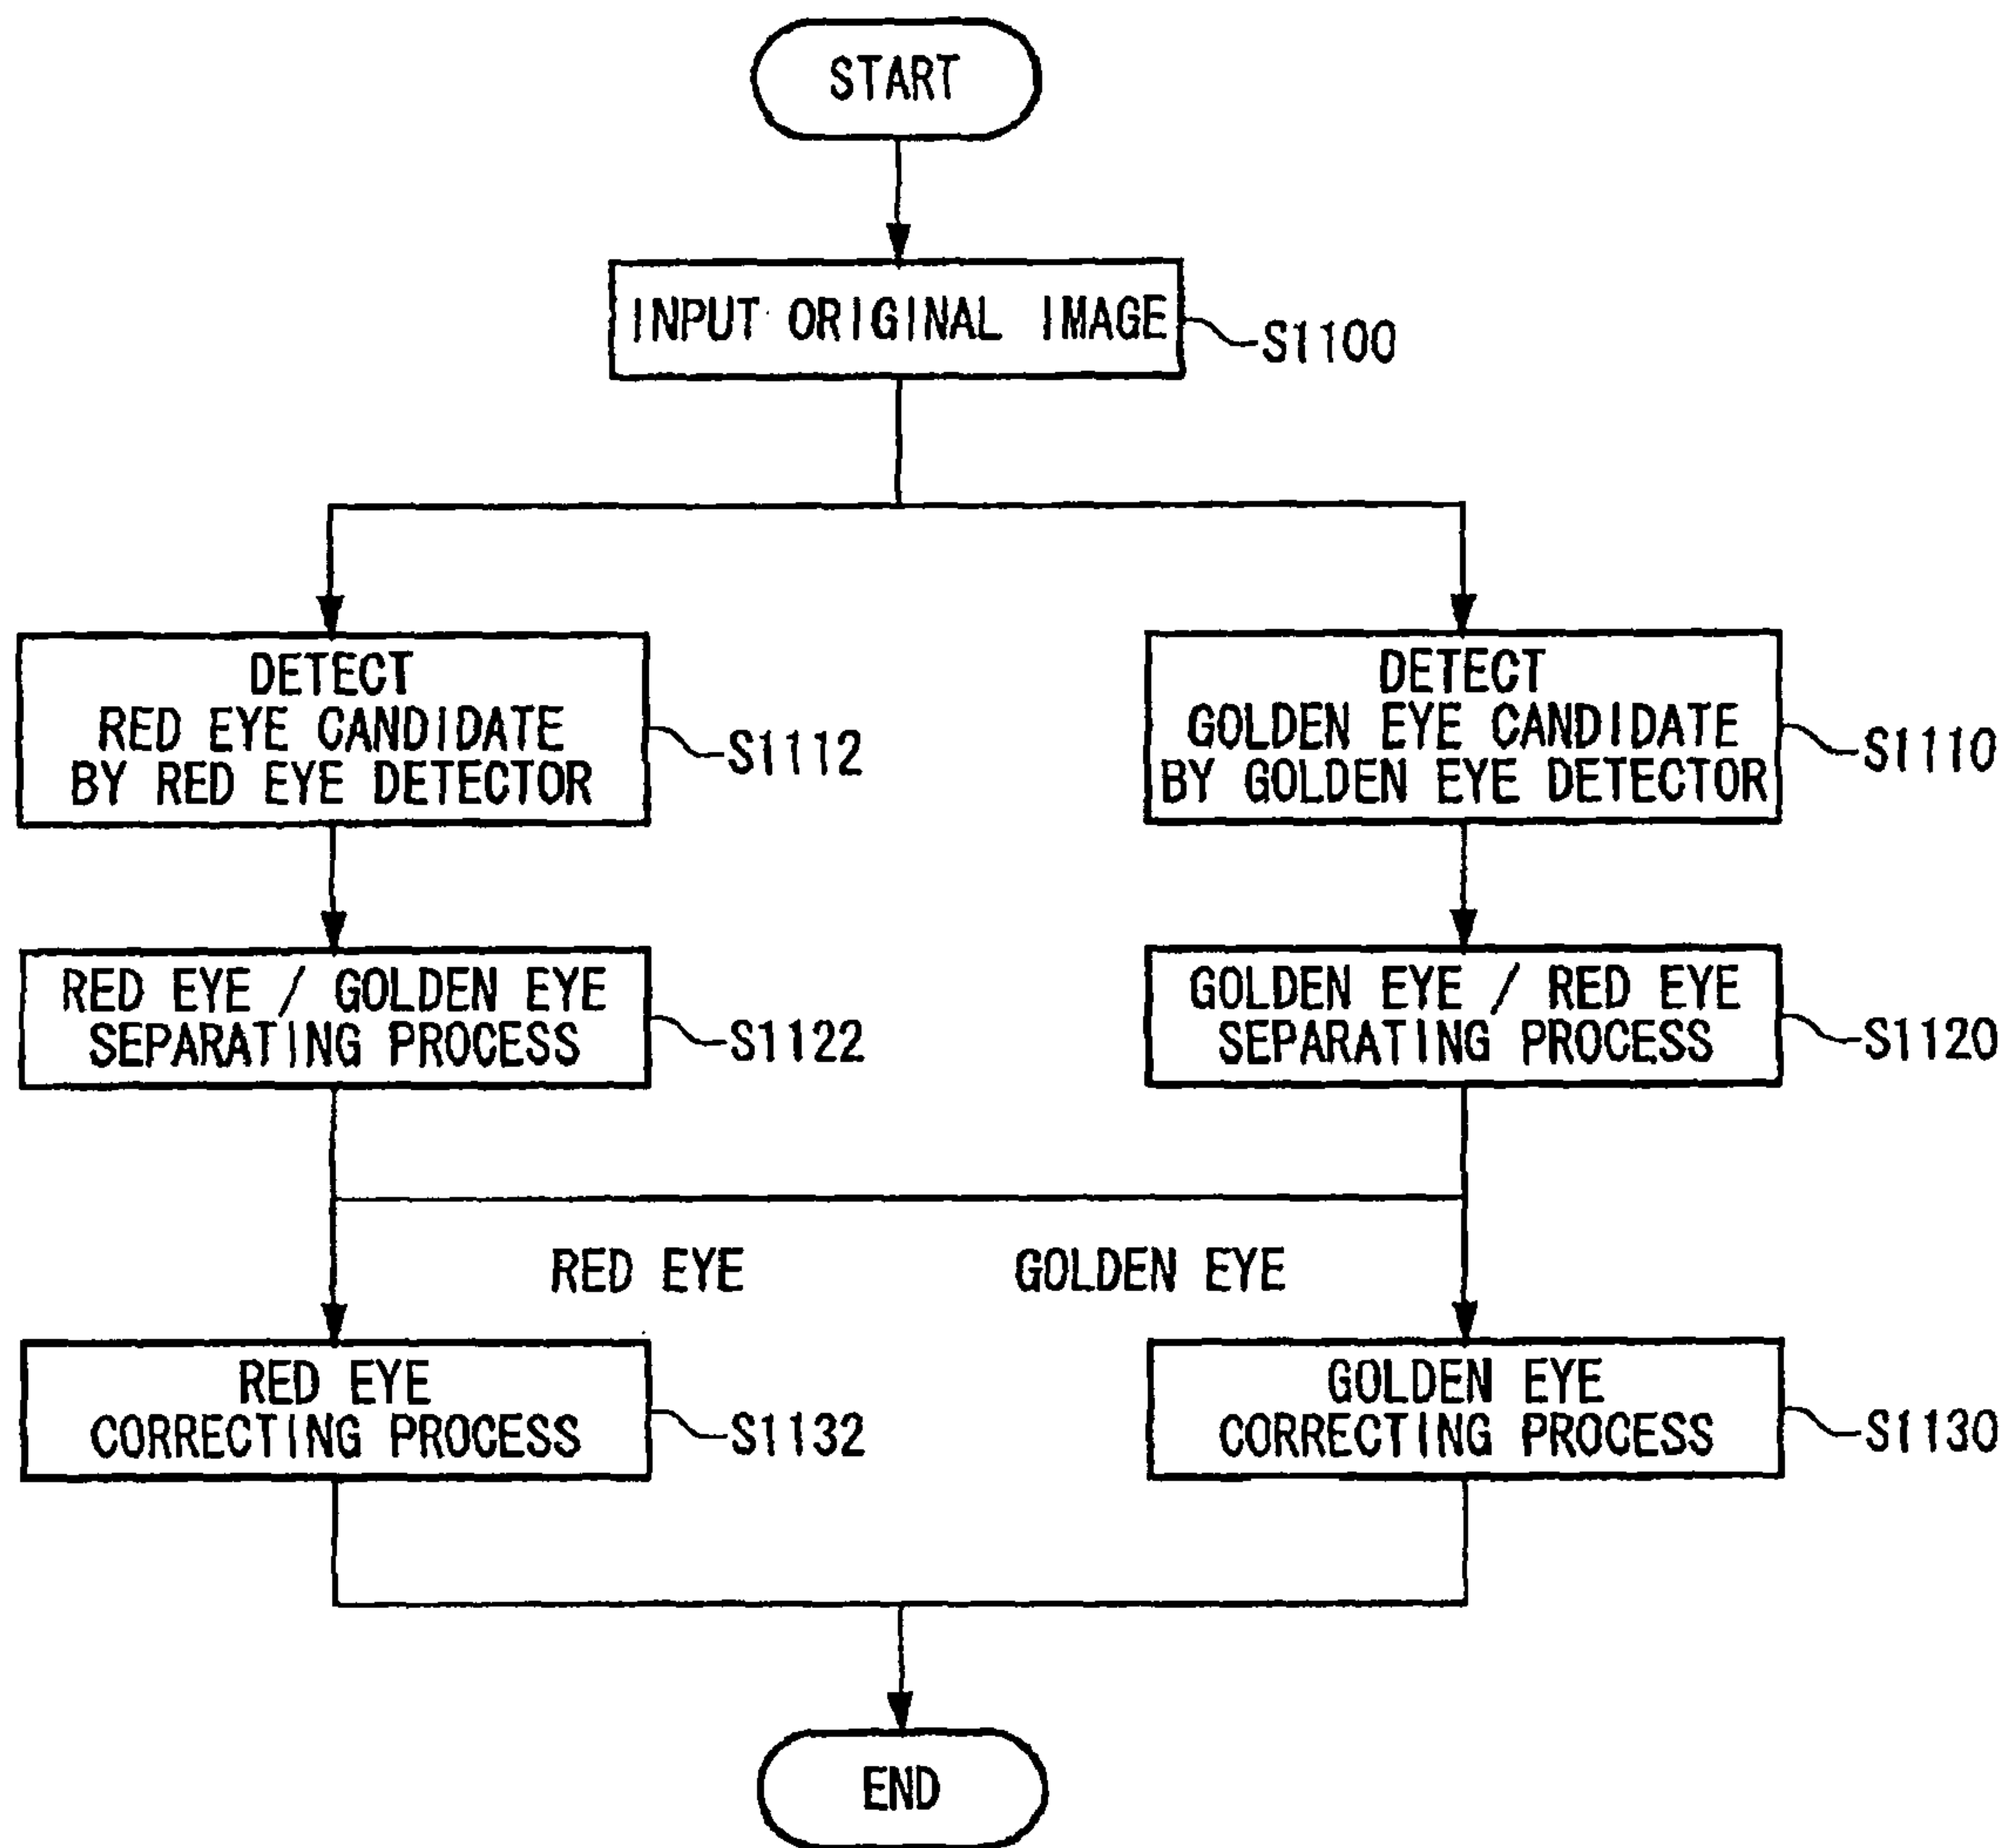 START
INPUT ORIGINAL IMAGE
S1100
DETECT
RED EYE CANDIDATE
BY RED EYE DETECTOR
S1112
DETECT
GOLDEN EYE CANDIDATE
BY GOLDEN EYE DETECTOR
S1110
RED EYE / GOLDEN EYE
SEPARATING PROCESS
S1122
GOLDEN EYE / RED EYE
SEPARATING PROCESS
S1120
RED EYE
GOLDEN EYE
RED EYE
CORRECTING PROCESS
S1132
GOLDEN EYE
CORRECTING PROCESS
S1130
END